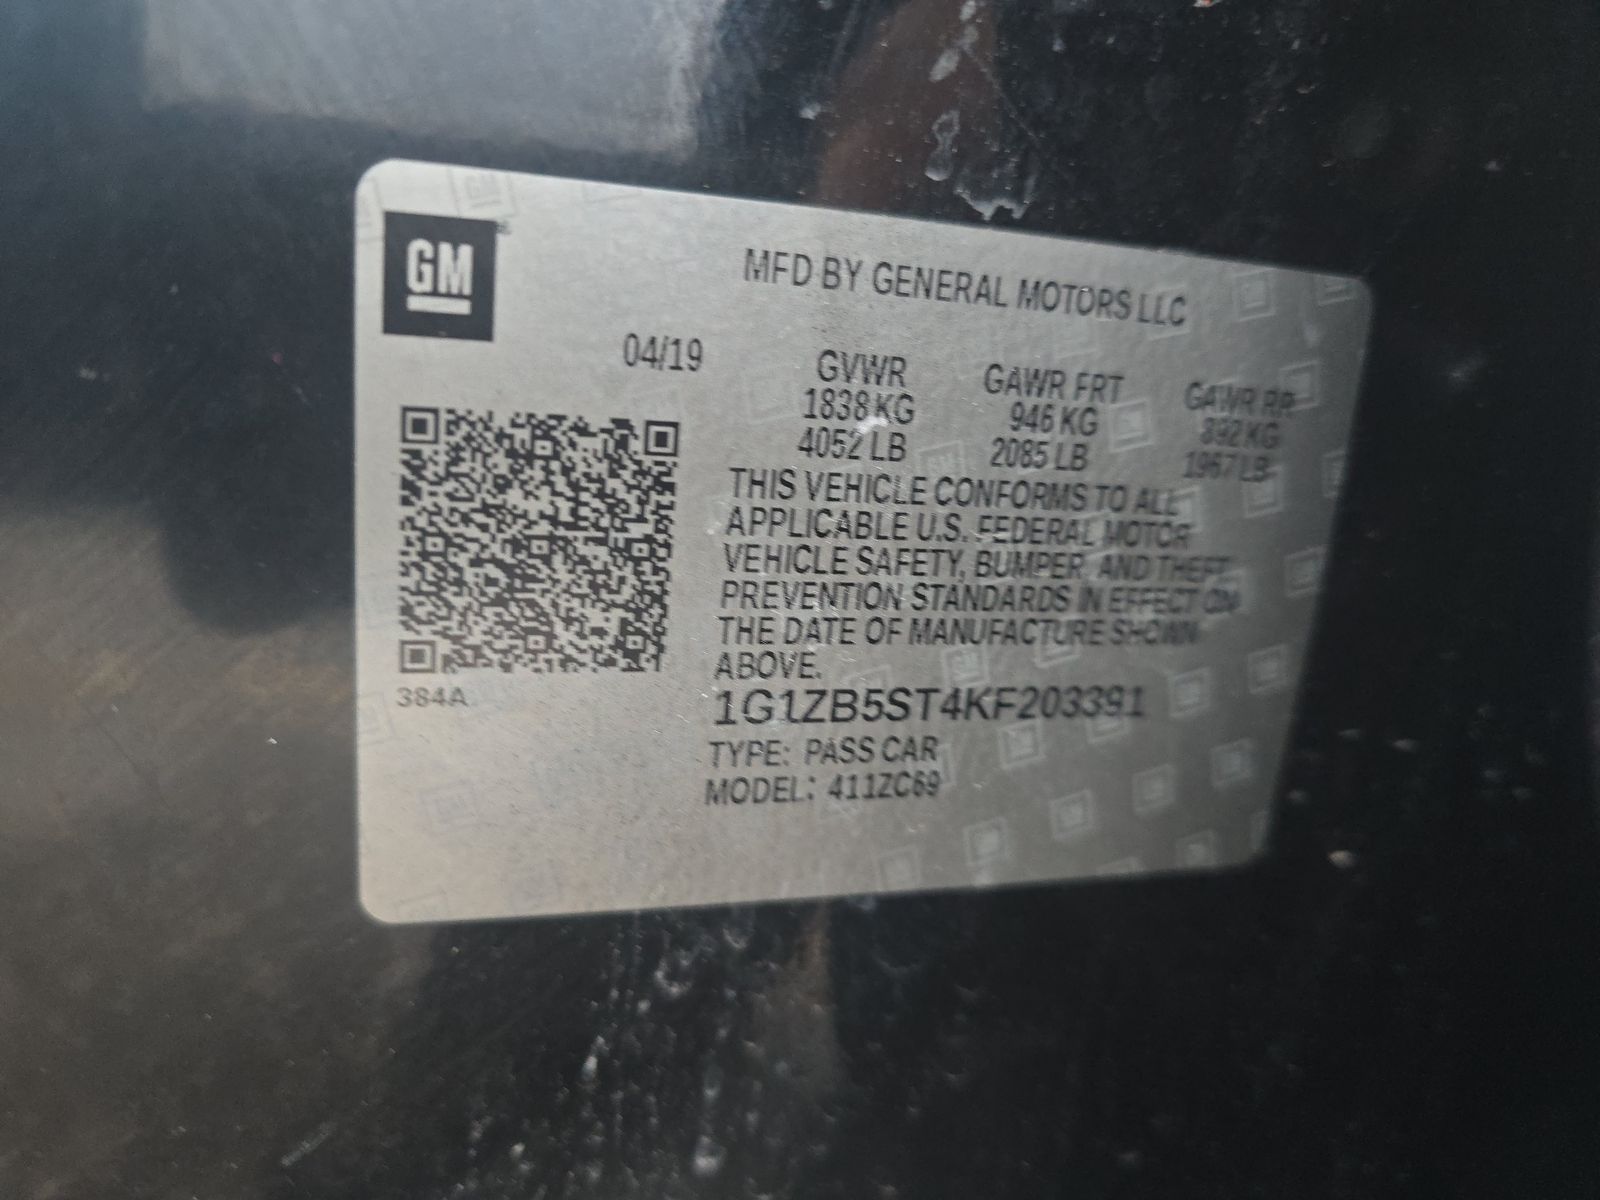 GM
MFD BY GENERAL MOTORS LLC
04/19
GVWR GAWR FRT GAWR RR
1838 KG 946 KG 892 KG
4052 LB 2085 LB 1967 LB
THIS VEHICLE CONFORMS TO ALL
APPLICABLE U.S. FEDERAL MOTOR
VEHICLE SAFETY, BUMPER, AND THEFT
PREVENTION STANDARDS IN EFFECT ON
THE DATE OF MANUFACTURE SHOWN
ABOVE.
384A
1G1ZB5ST4KF203391
TYPE: PASS CAR
MODEL: 411ZC69